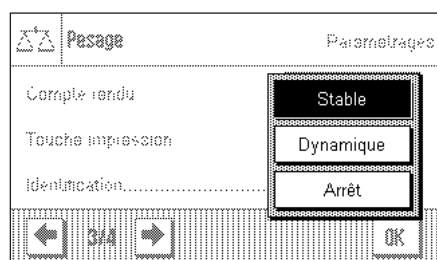 Pesage
Paramétrages
Compte rendu
Stable
Touche impression
Dynamique
Identification
Arrêt
3/4
OK